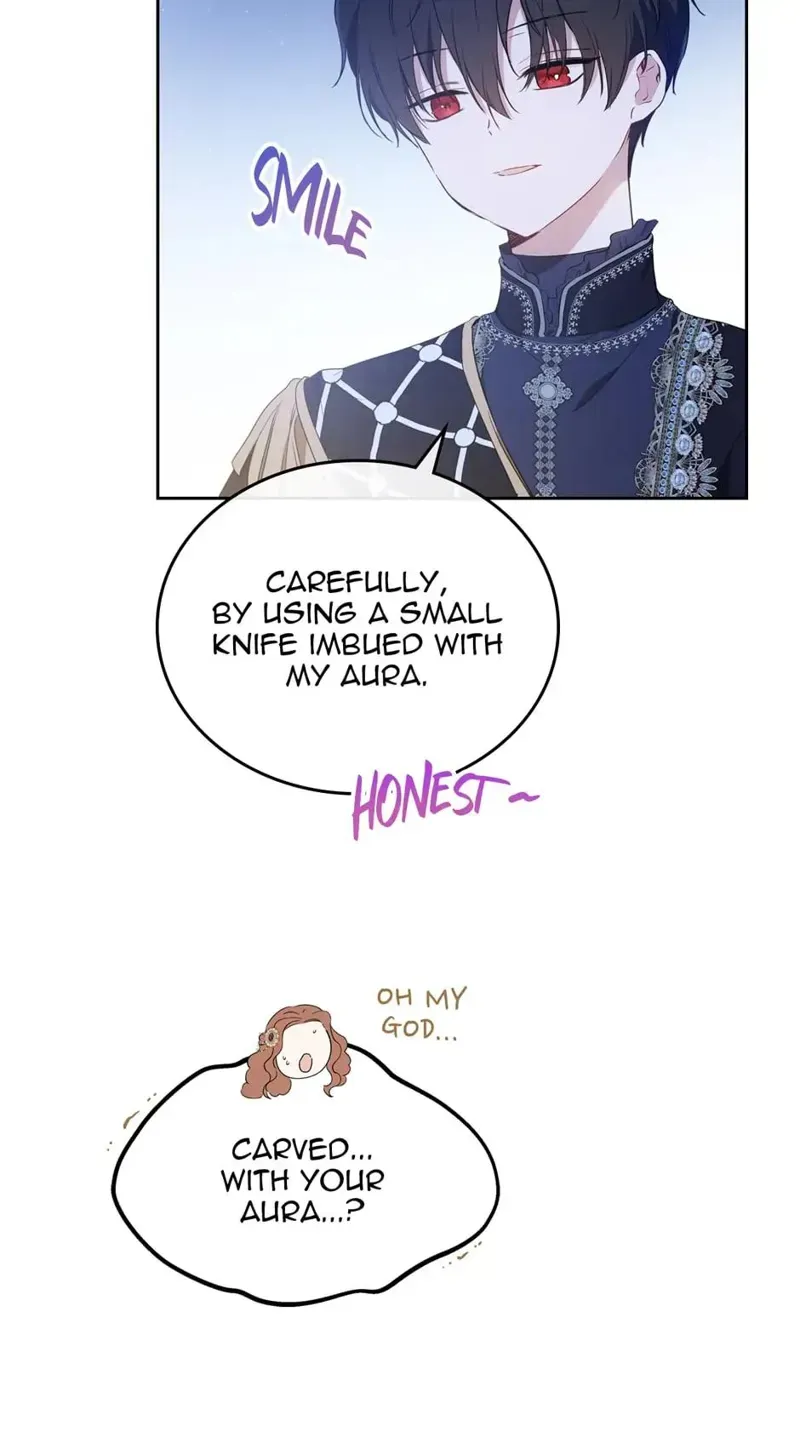 SMILE
CAREFULLY,
BY USING A SMALL
KNIFE IMBUED WITH
MY AURA.
HONEST~
OH MY
GOD...
CARVED...
WITH YOUR
AURA...?